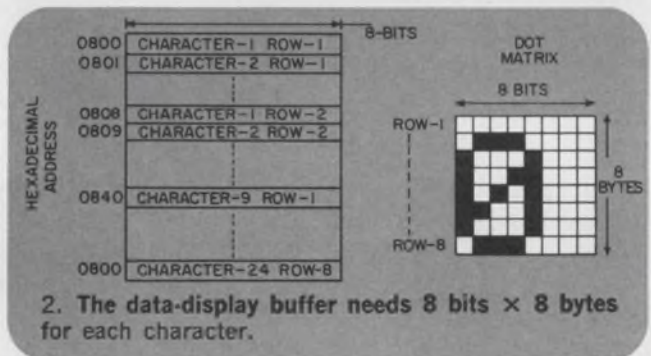 8-BITS
0800 CHARACTER-1 ROW-1
0801 CHARACTER-2 ROW-1
0808 CHARACTER-1 ROW-2
0809 CHARACTER-2 ROW-2
0840 CHARACTER-9 ROW-1
0800 CHARACTER-24 ROW-8
HEXADECIMAL
ADDRESS
DOT
MATRIX
8 BITS
ROW-1
8
BYTES
ROW-8
2. The data-display buffer needs 8 bits × 8 bytes
for each character.